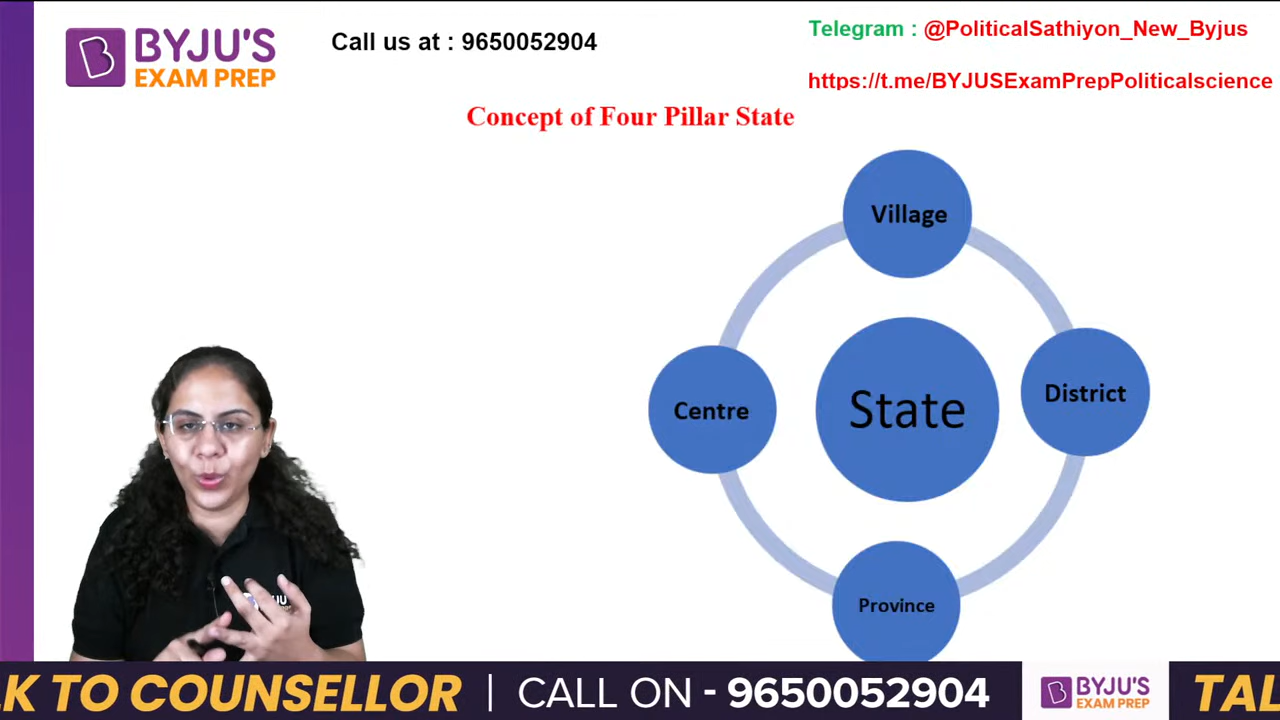 BYJU'S
EXAM PREP
Call us at : 9650052904
Telegram : @PoliticalSathiyon_New_Byjus
https://t.me/BYJUSExamPrepPoliticalscience
Concept of Four Pillar State
Village
Centre
State
District
Province
LK TO COUNSELLOR | CALL ON - 9650052904
BYJU'S
EXAM PREP
TAL